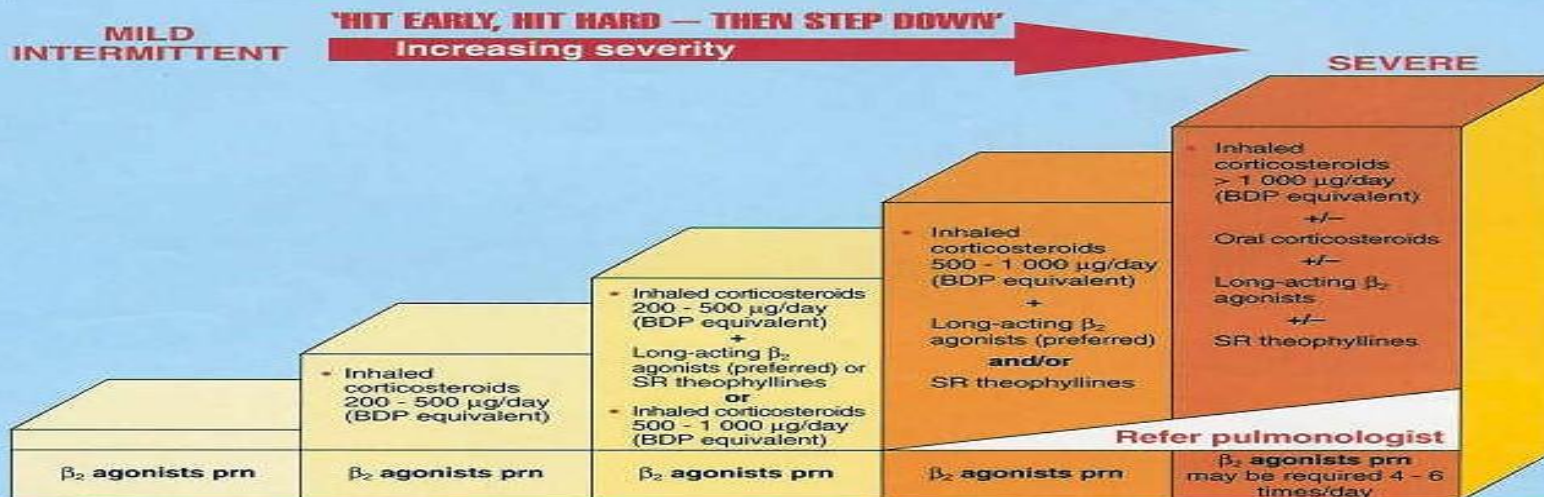 'HIT EARLY, HIT HARD — THEN STEP DOWN'
MILD
INTERMITTENT
Increasing severity
SEVERE
β₂ agonists prn
• Inhaled
corticosteroids
200 - 500 µg/day
(BDP equivalent)
β₂ agonists prn
• Inhaled corticosteroids
200 - 500 µg/day
(BDP equivalent)
+
Long-acting β₂
agonists (preferred) or
SR theophyllines
or
• Inhaled corticosteroids
500 - 1 000 µg/day
(BDP equivalent)
β₂ agonists prn
• Inhaled
corticosteroids
500 - 1 000 µg/day
(BDP equivalent)
+
Long-acting β₂
agonists (preferred)
and/or
SR theophyllines
β₂ agonists prn
• Inhaled
corticosteroids
> 1 000 µg/day
(BDP equivalent)
+/−
Oral corticosteroids
+/−
Long-acting β₂
agonists
+/−
SR theophyllines
Refer pulmonologist
β₂ agonists prn
may be required 4 - 6
times/day